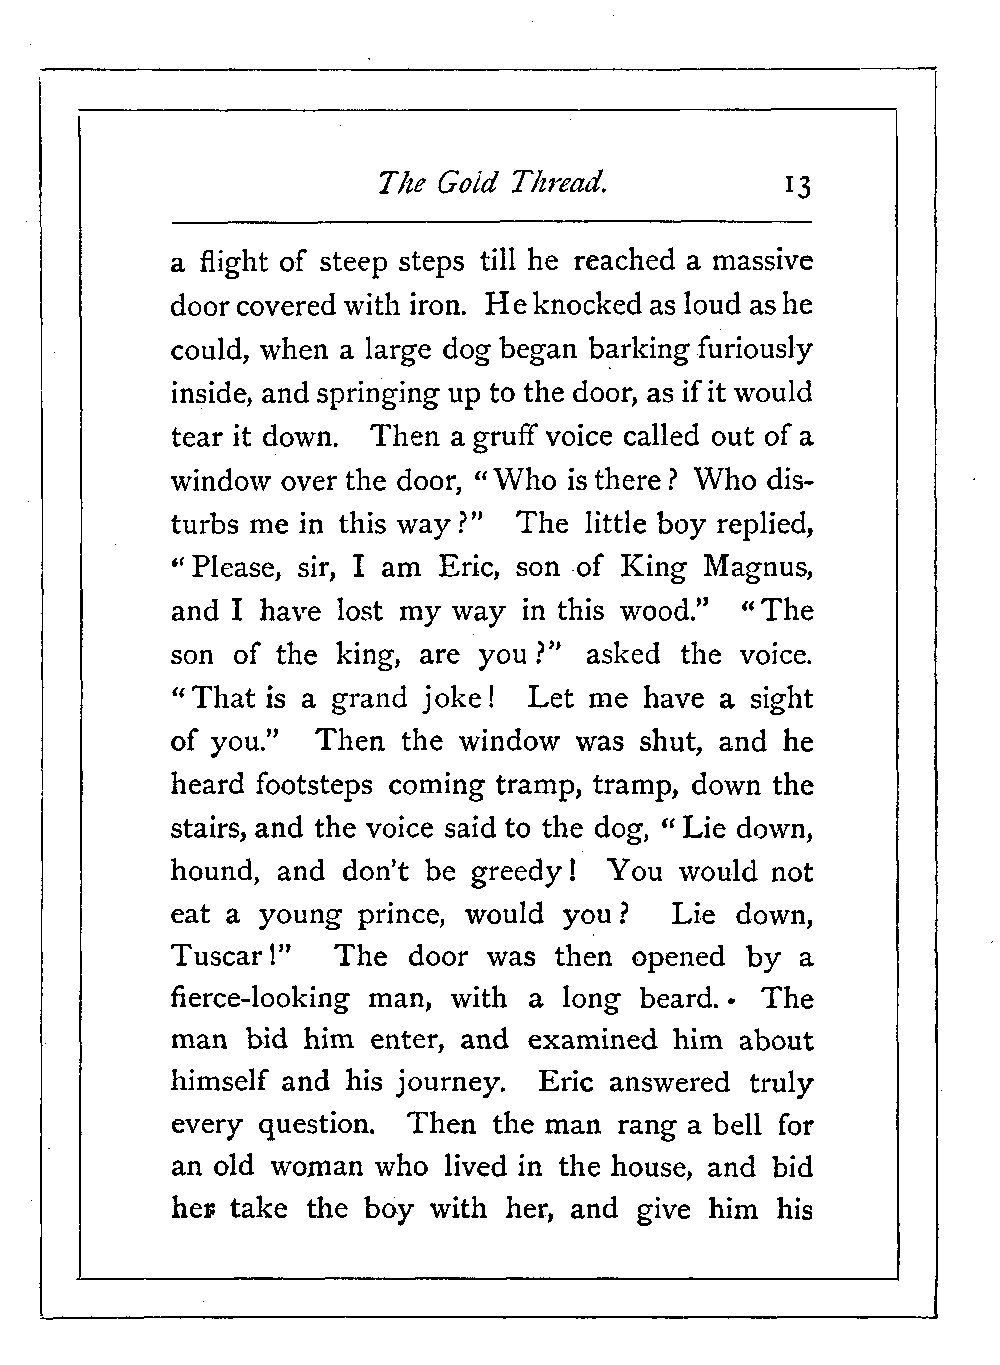 The Gold Thread. 13
a flight of steep steps till he reached a massive
door covered with iron. He knocked as loud as he
could, when a large dog began barking furiously
inside, and springing up to the door, as if it would
tear it down. Then a gruff voice called out of a
window over the door, “Who is there? Who dis-
turbs me in this way?” The little boy replied,
“Please, sir, I am Eric, son of King Magnus,
and I have lost my way in this wood.” “The
son of the king, are you?” asked the voice.
“That is a grand joke! Let me have a sight
of you.” Then the window was shut, and he
heard footsteps coming tramp, tramp, down the
stairs, and the voice said to the dog, “Lie down,
hound, and don’t be greedy! You would not
eat a young prince, would you? Lie down,
Tuscar!” The door was then opened by a
fierce-looking man, with a long beard. The
man bid him enter, and examined him about
himself and his journey. Eric answered truly
every question. Then the man rang a bell for
an old woman who lived in the house, and bid
her take the boy with her, and give him his